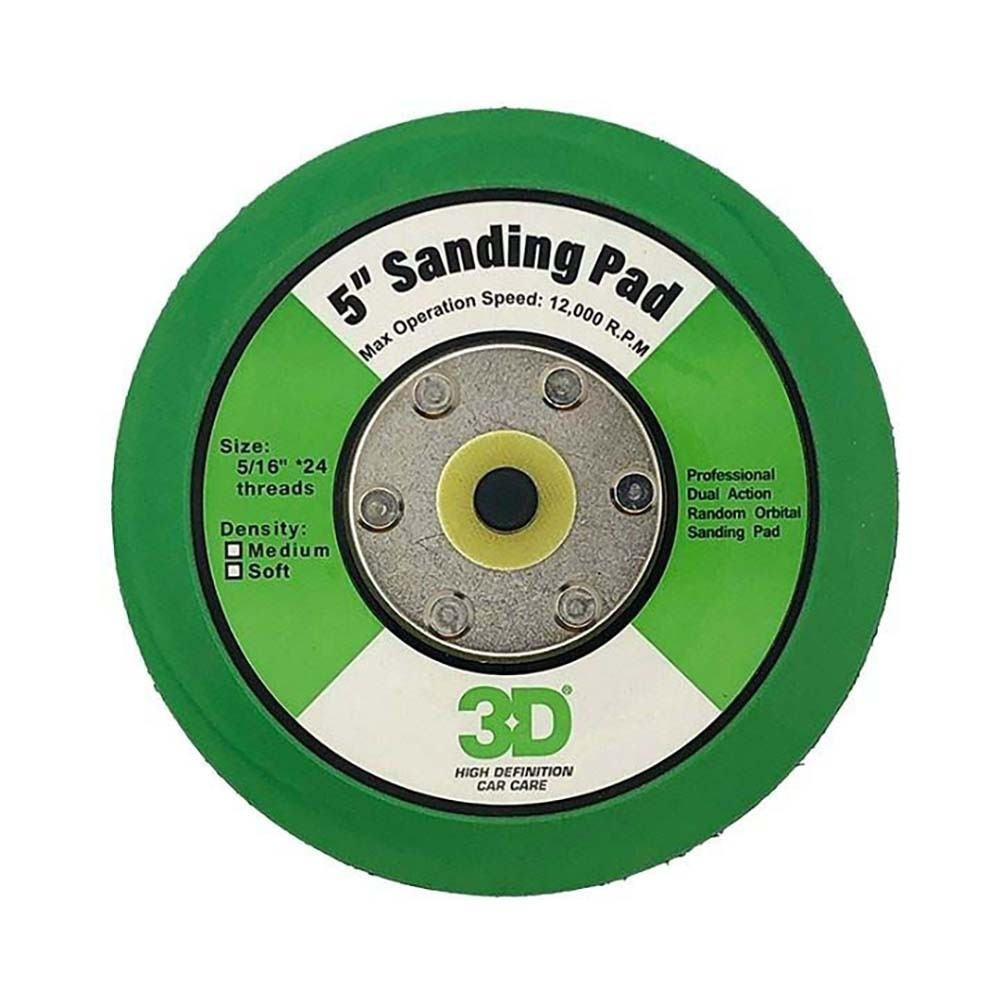 5" Sanding Pad
Max Operation Speed: 12,000 R.P.M
Size:
5/16" *24
threads
Density:
☐ Medium
☐ Soft
Professional
Dual Action
Random Orbital
Sanding Pad
3D®
HIGH DEFINITION
CAR CARE